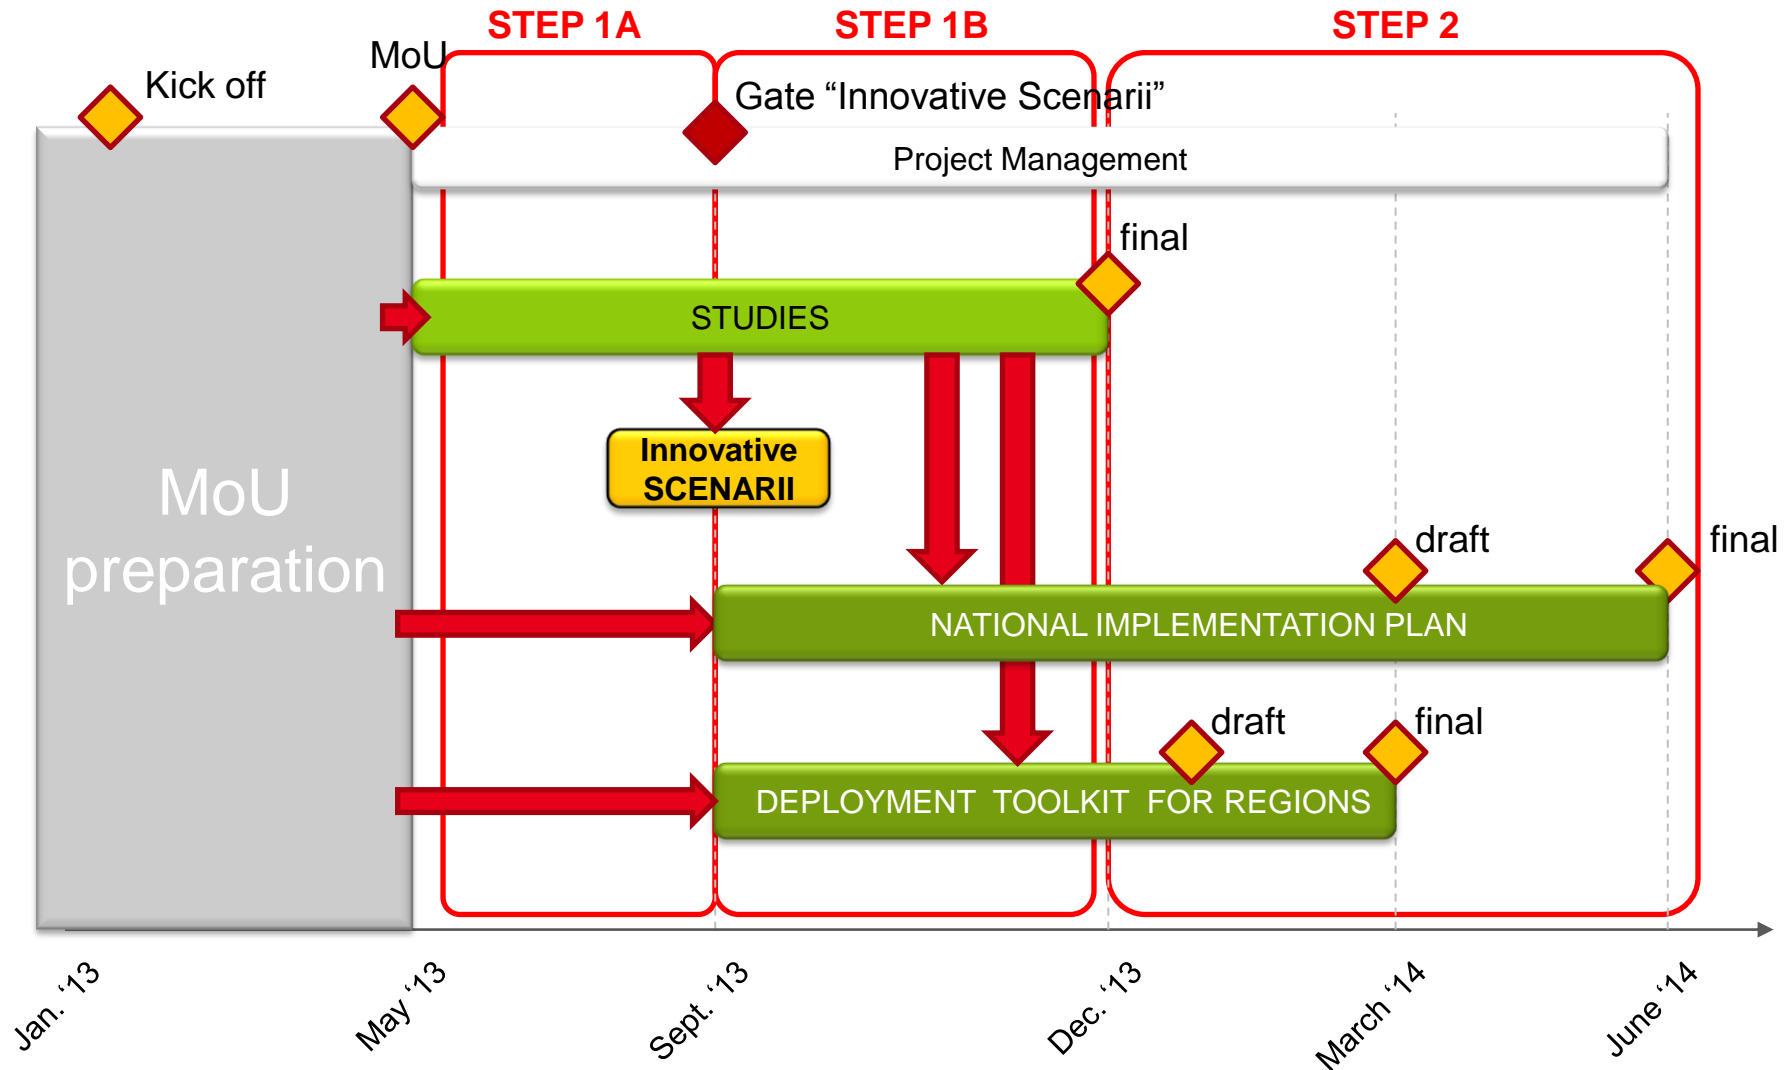 STEP 1A
STEP 1B
STEP 2
MoU
Kick off
Gate “Innovative Scenarii”
Project Management
final
STUDIES
Innovative
SCENARII
MoU
preparation
draft
final
NATIONAL IMPLEMENTATION PLAN
draft
final
DEPLOYMENT TOOLKIT FOR REGIONS
Jan. ‘13
May ‘13
Sept. ‘13
Dec. ‘13
March ‘14
June ‘14